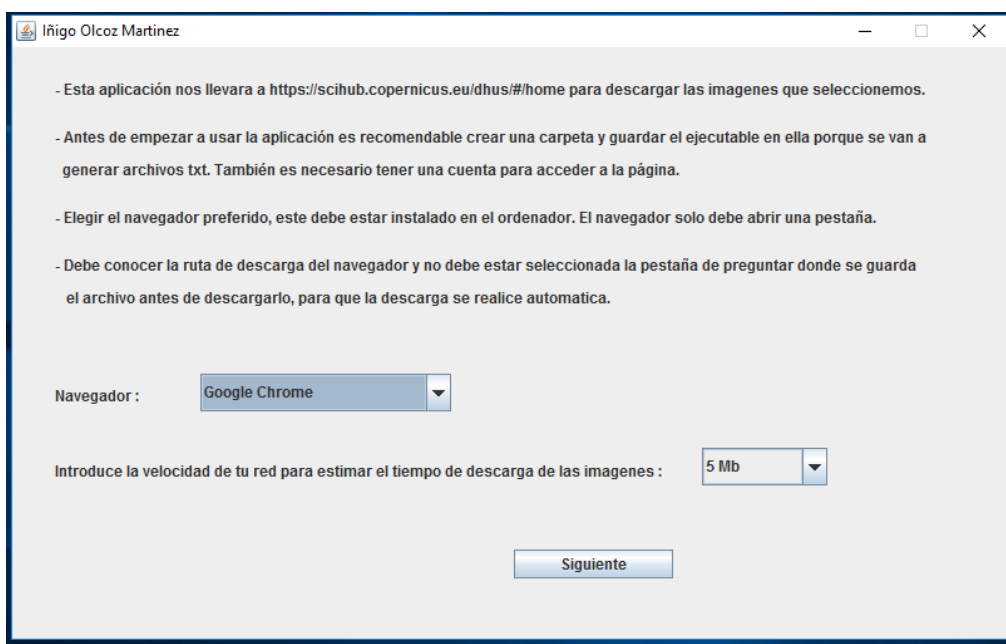 Iñigo Olcoz Martinez
- Esta aplicación nos llevara a https://scihub.copernicus.eu/dhus/#/home para descargar las imagenes que seleccionemos.
- Antes de empezar a usar la aplicación es recomendable crear una carpeta y guardar el ejecutable en ella porque se van a
generar archivos txt. También es necesario tener una cuenta para acceder a la página.
- Elegir el navegador preferido, este debe estar instalado en el ordenador. El navegador solo debe abrir una pestaña.
- Debe conocer la ruta de descarga del navegador y no debe estar seleccionada la pestaña de preguntar donde se guarda
el archivo antes de descargarlo, para que la descarga se realice automatica.
Navegador : Google Chrome
Introduce la velocidad de tu red para estimar el tiempo de descarga de las imagenes : 5 Mb
Siguiente